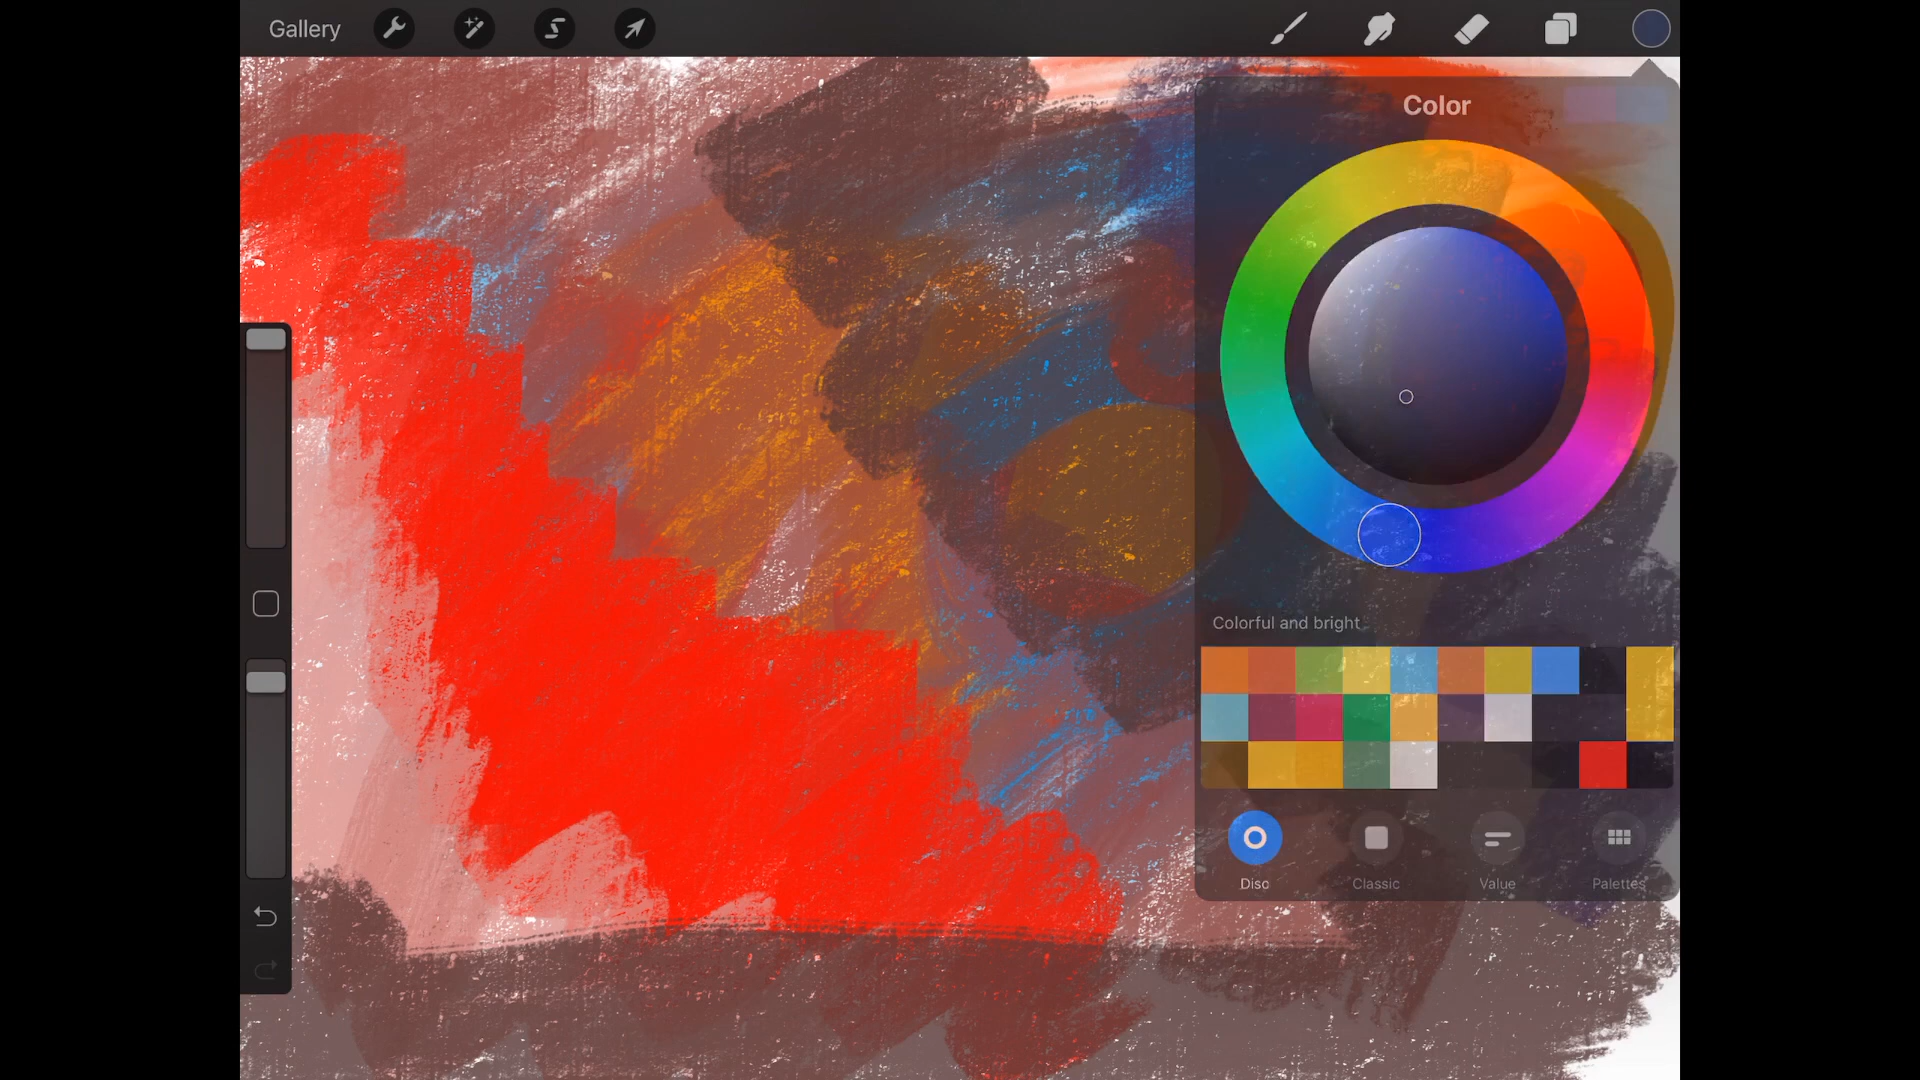 Gallery
Color
Colorful and bright
Disc
Classic
Value
Palettes